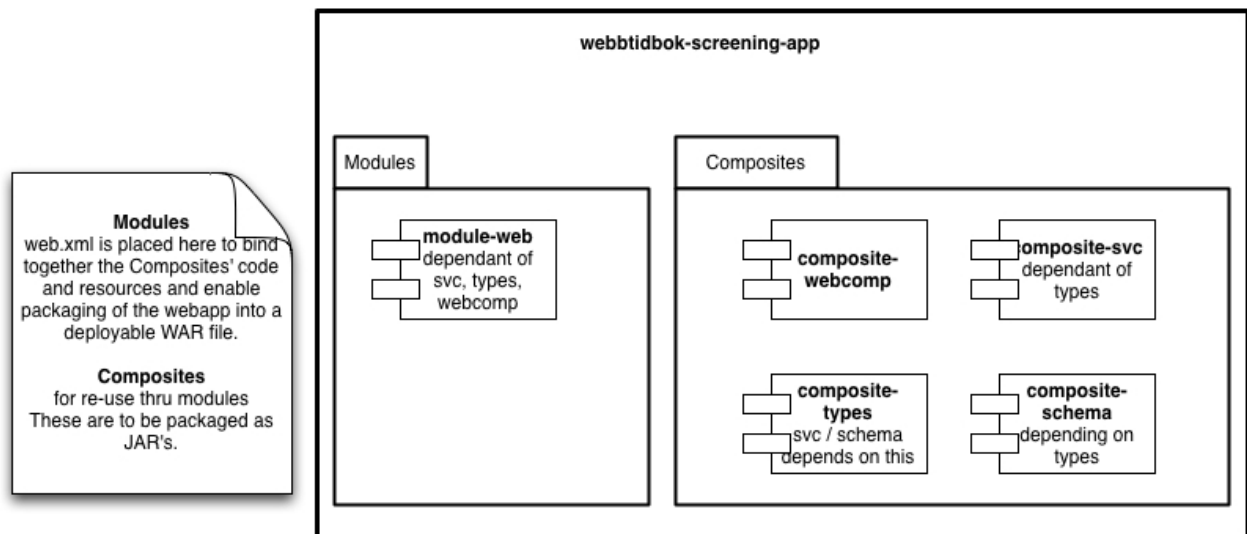 webbtidbok-screening-app
Modules
web.xml is placed here to bind
together the Composites' code
and resources and enable
packaging of the webapp into a
deployable WAR file.
Composites
for re-use thru modules
These are to be packaged as
JAR's.
Modules
module-web
dependant of
svc, types,
webcomp
Composites
composite-
webcomp
composite-svc
dependant of
types
composite-
types
svc / schema
depends on this
composite-
schema
depending on
types